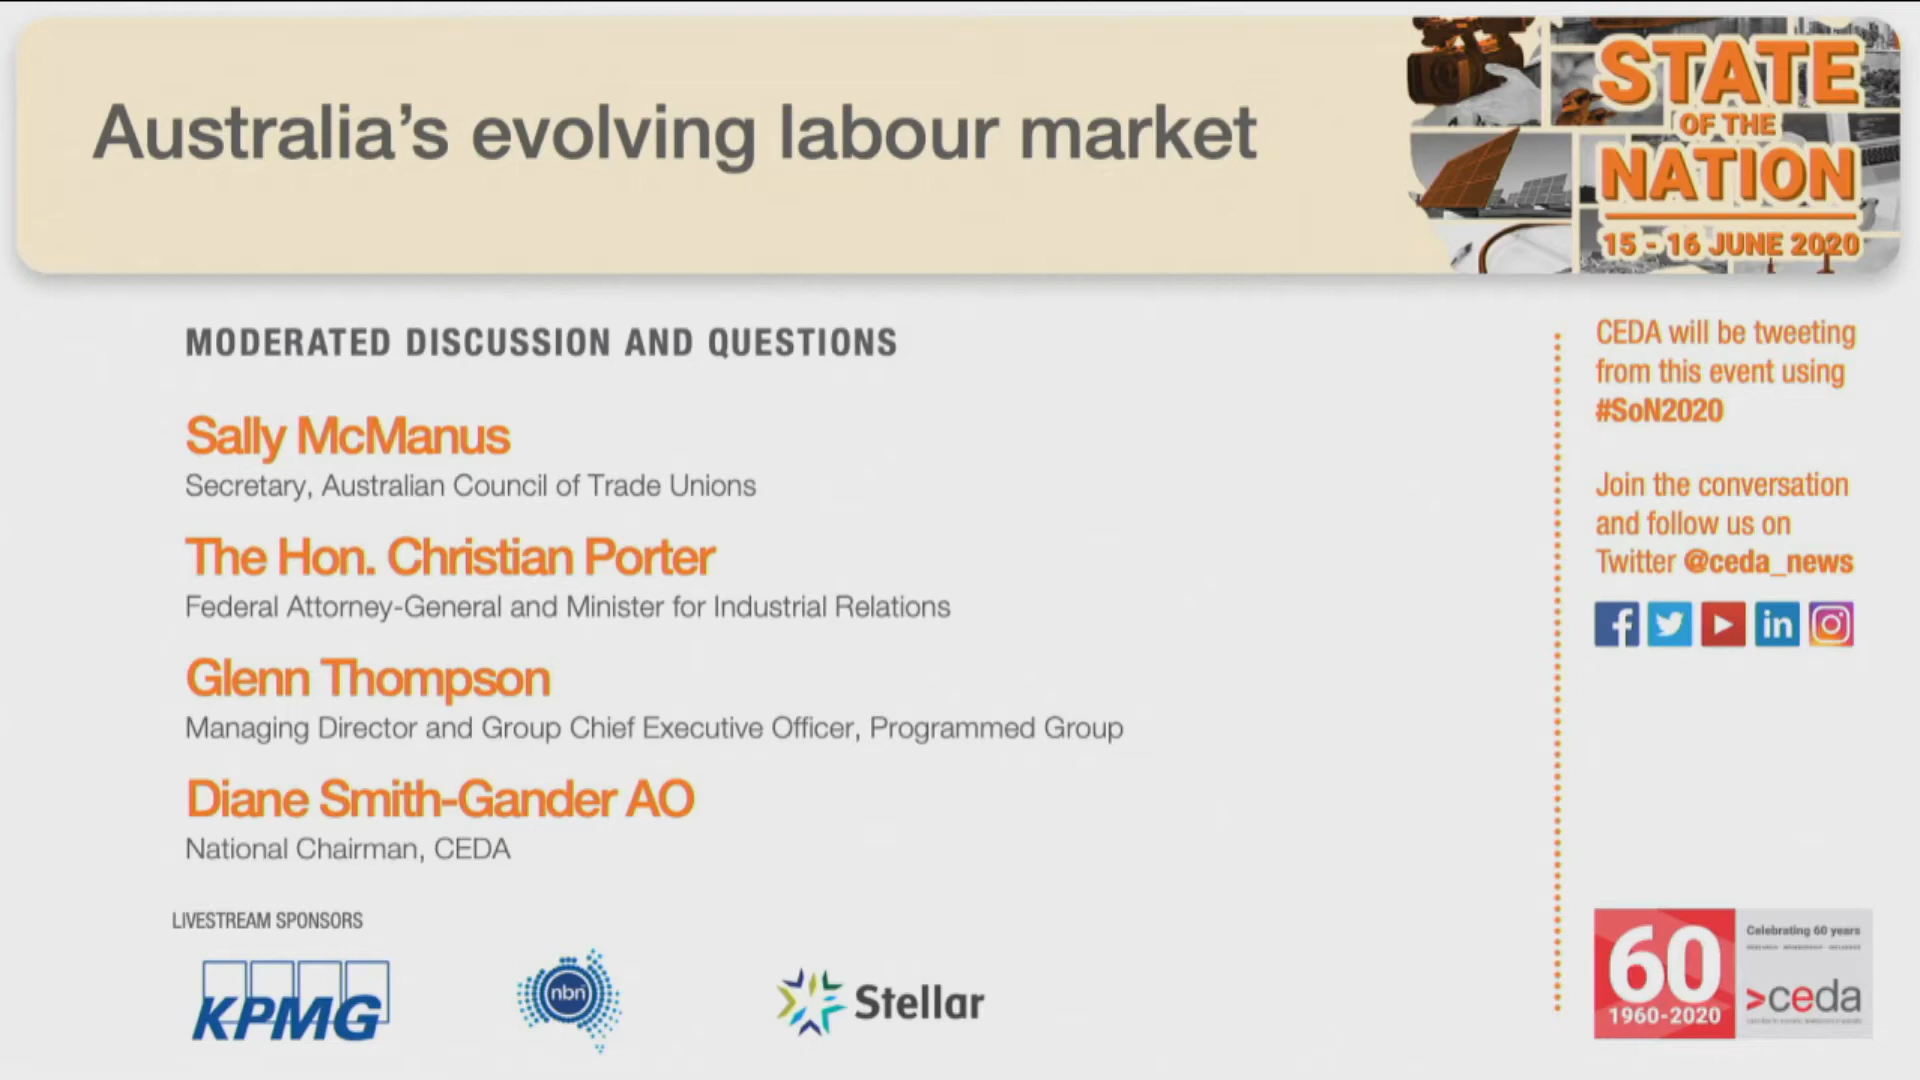 Australia's evolving labour market
STATE
OF THE
NATION
15 - 16 JUNE 2020
MODERATED DISCUSSION AND QUESTIONS
Sally McManus
Secretary, Australian Council of Trade Unions
The Hon. Christian Porter
Federal Attorney-General and Minister for Industrial Relations
Glenn Thompson
Managing Director and Group Chief Executive Officer, Programmed Group
Diane Smith-Gander AO
National Chairman, CEDA
CEDA will be tweeting
from this event using
#SoN2020
Join the conversation
and follow us on
Twitter @ceda_news
f
in
LIVESTREAM SPONSORS
KPMG
nbn
Stellar
60
1960-2020
Celebrating 60 years
>ceda